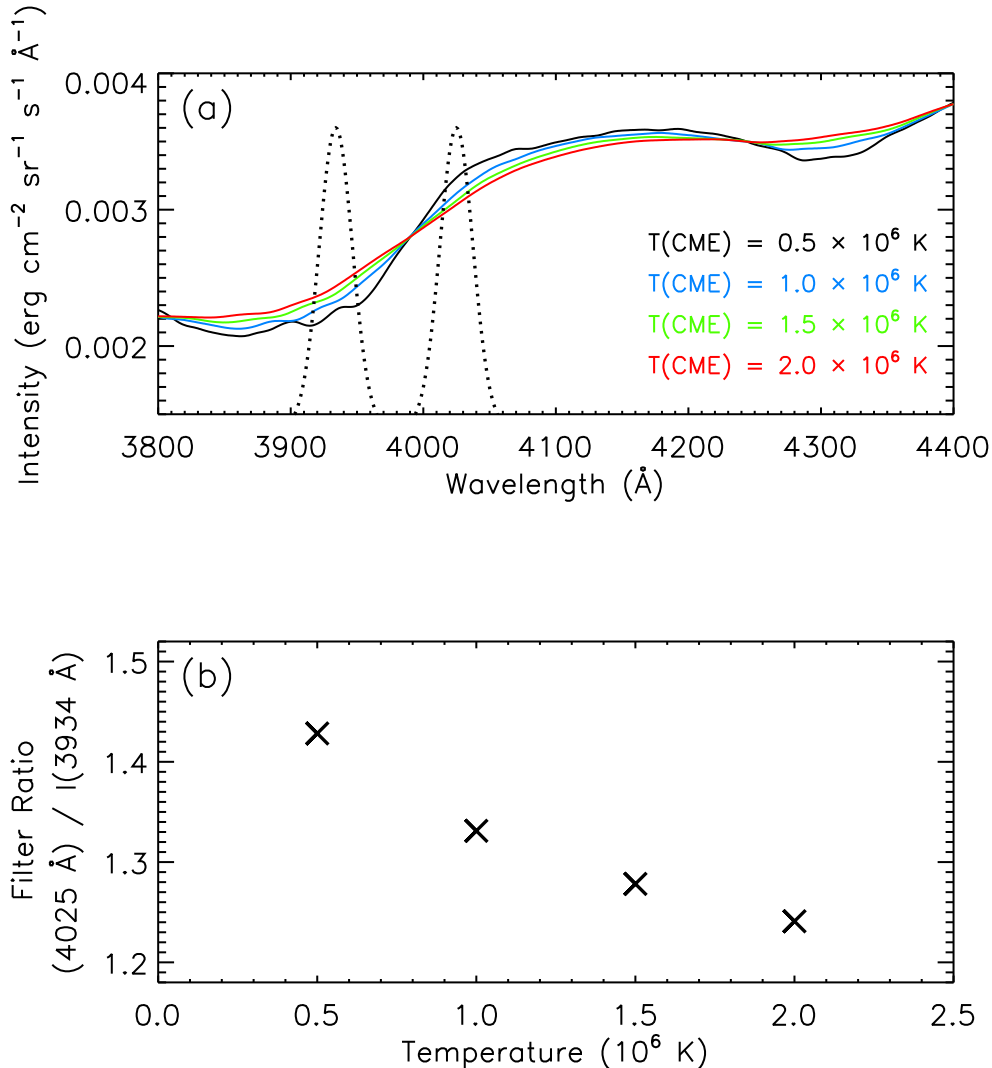 Intensity (erg cm⁻² sr⁻¹ s⁻¹ Å⁻¹)
0.004
0.003
0.002
(a)
T(CME) = 0.5 × 10⁶ K
T(CME) = 1.0 × 10⁶ K
T(CME) = 1.5 × 10⁶ K
T(CME) = 2.0 × 10⁶ K
3800 3900 4000 4100 4200 4300 4400
Wavelength (Å)
Filter Ratio
(4025 Å) / I(3934 Å)
1.5
1.4
1.3
1.2
(b)
0.0 0.5 1.0 1.5 2.0 2.5
Temperature (10⁶ K)